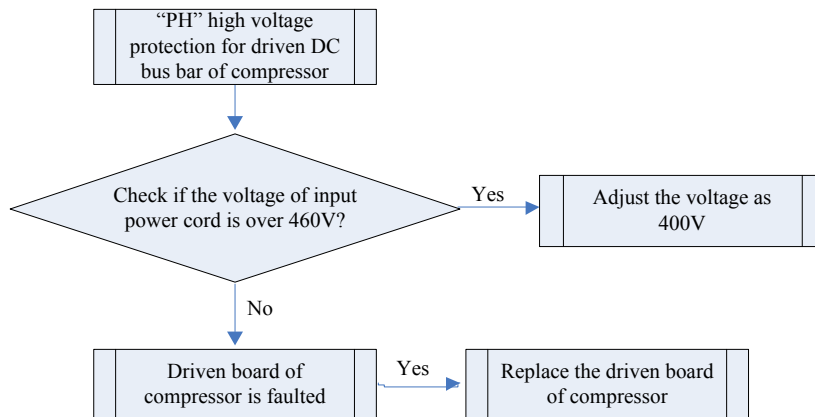 “PH” high voltage
protection for driven DC
bus bar of compressor
Check if the voltage of input
power cord is over 460V?
Yes
Adjust the voltage as
400V
No
Driven board of
compressor is faulted
Yes
Replace the driven board
of compressor